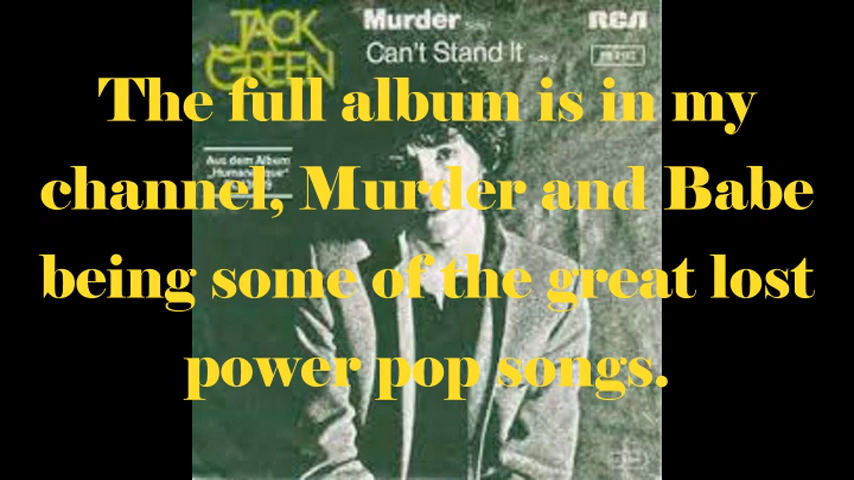 JACK GREEN
Murder
Can't Stand It
RCA
The full album is in my
channel, Murder and Babe
being some of the great lost
power pop songs.
Aus dem Album